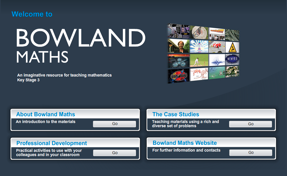 Welcome to
BOWLAND
MATHS
An imaginative resource for teaching mathematics
Key Stage 3
About Bowland Maths
An introduction to the materials
Go
The Case Studies
Teaching materials using a rich and
diverse set of problems
Go
Professional Development
Practical activities to use with your
colleagues and in your classroom
Go
Bowland Maths Website
For further information and contacts
Go